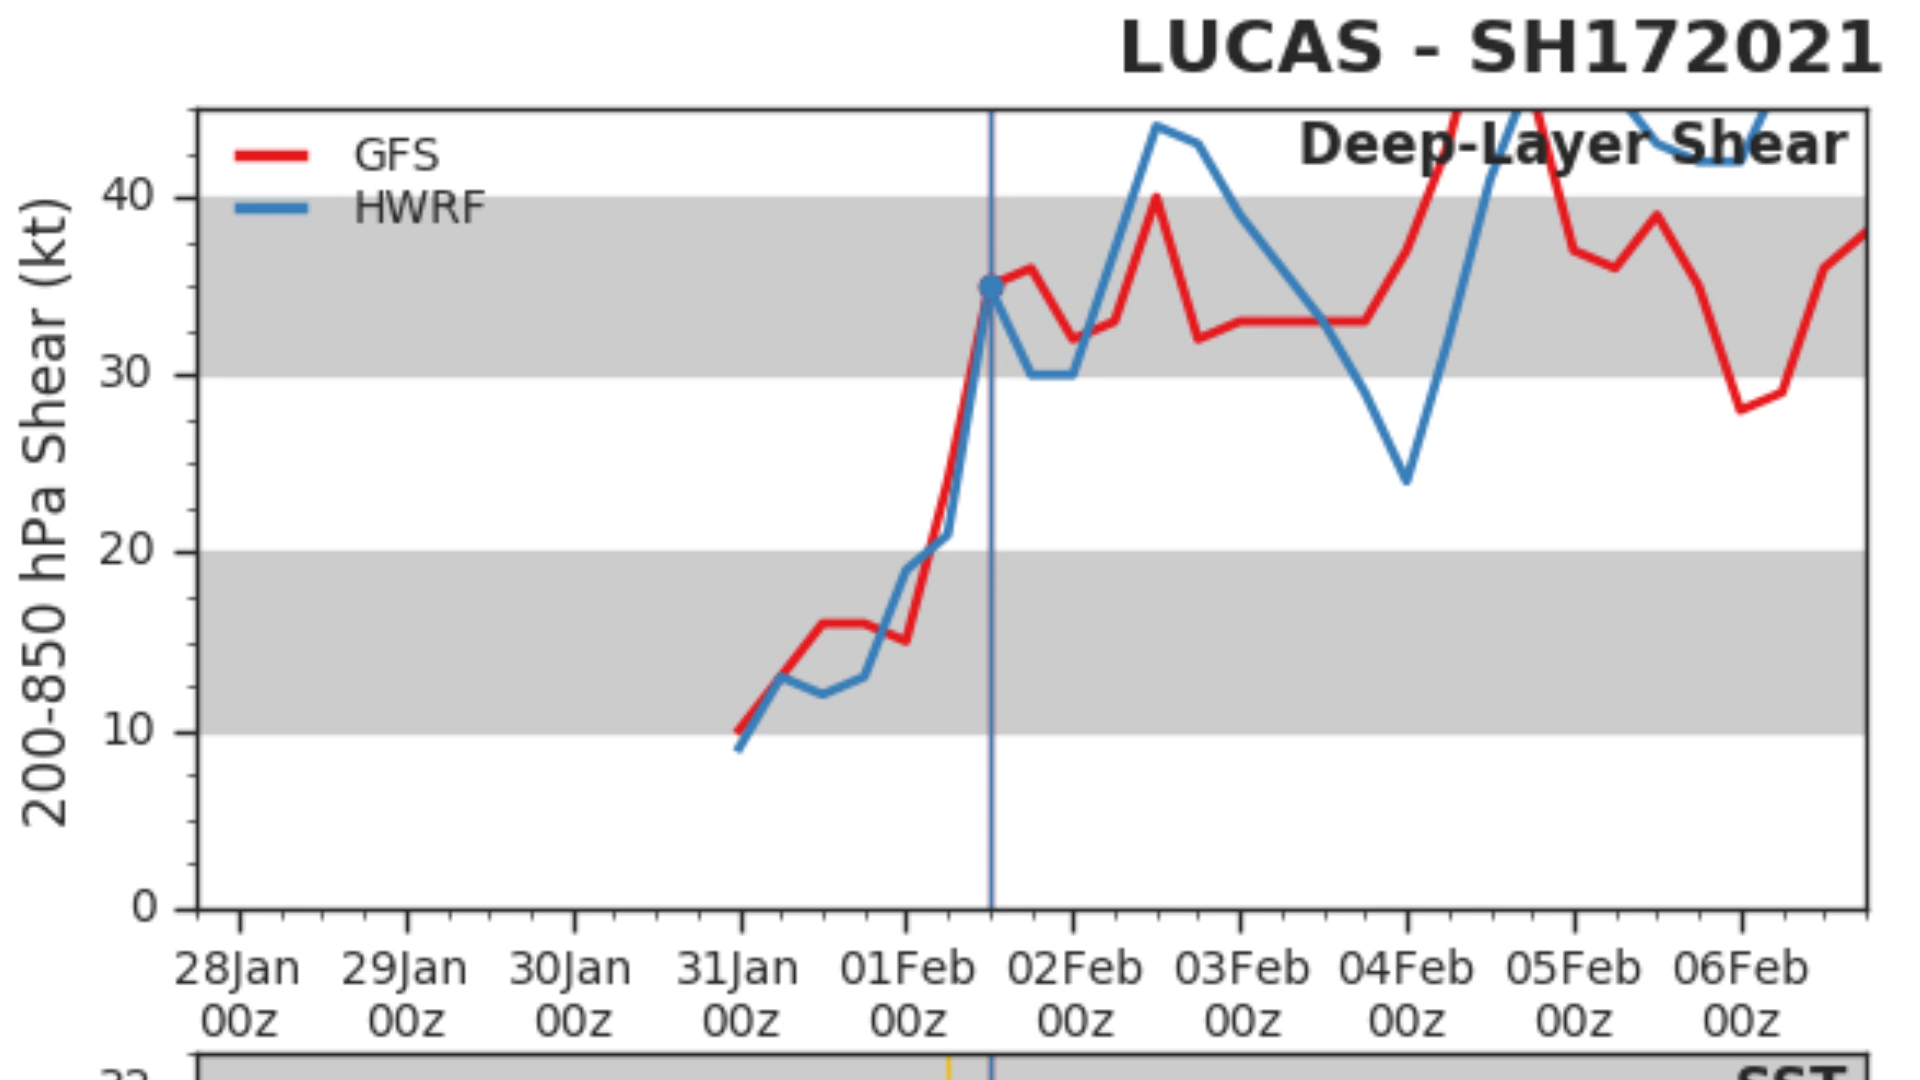 LUCAS - SH172021
Deep-Layer Shear
GFS
HWRF
200-850 hPa Shear (kt)
40
30
20
10
0
28Jan 29Jan 30Jan 31Jan 01Feb 02Feb 03Feb 04Feb 05Feb 06Feb
00z 00z 00z 00z 00z 00z 00z 00z 00z 00z
SST